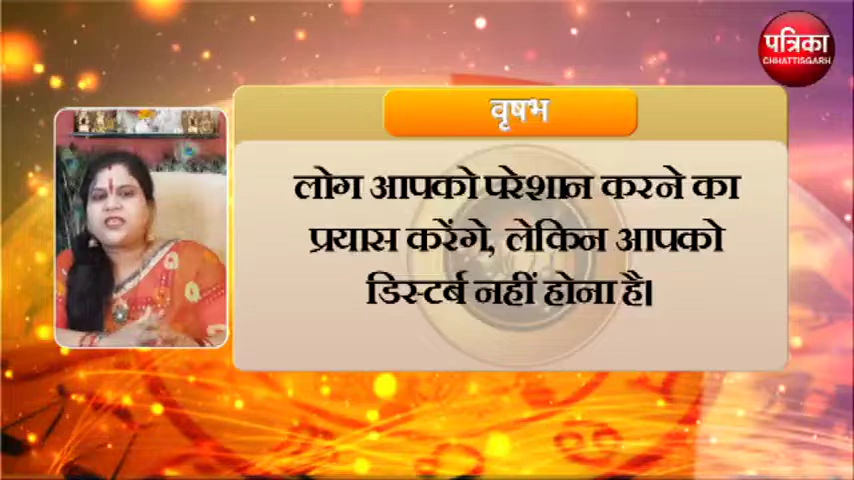 पत्रिका
CHHATTISGARH
वृषभ
लोग आपको परेशान करने का
प्रयास करेंगे, लेकिन आपको
डिस्टर्ब नहीं होना है।